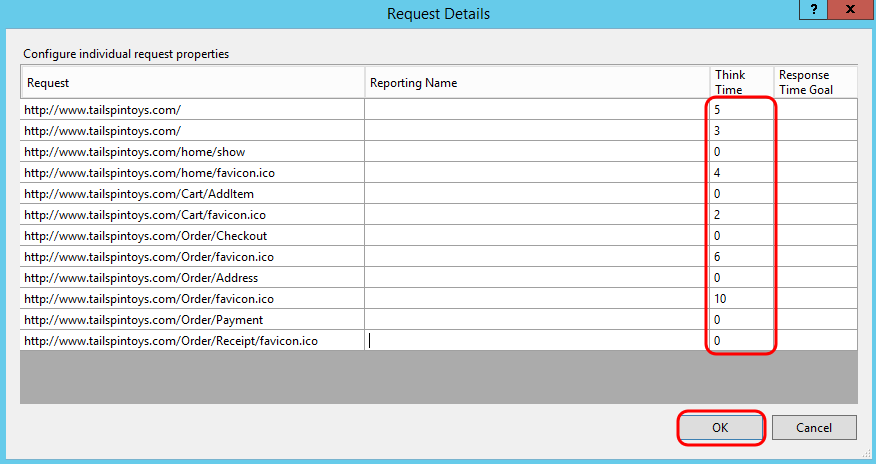 Request Details
? X
Configure individual request properties
Request Reporting Name Think Time Response Time Goal
http://www.tailspintoys.com/ 5
http://www.tailspintoys.com/ 3
http://www.tailspintoys.com/home/show 0
http://www.tailspintoys.com/home/favicon.ico 4
http://www.tailspintoys.com/Cart/AddItem 0
http://www.tailspintoys.com/Cart/favicon.ico 2
http://www.tailspintoys.com/Order/Checkout 0
http://www.tailspintoys.com/Order/favicon.ico 6
http://www.tailspintoys.com/Order/Address 0
http://www.tailspintoys.com/Order/favicon.ico 10
http://www.tailspintoys.com/Order/Payment 0
http://www.tailspintoys.com/Order/Receipt/favicon.ico 0
OK Cancel